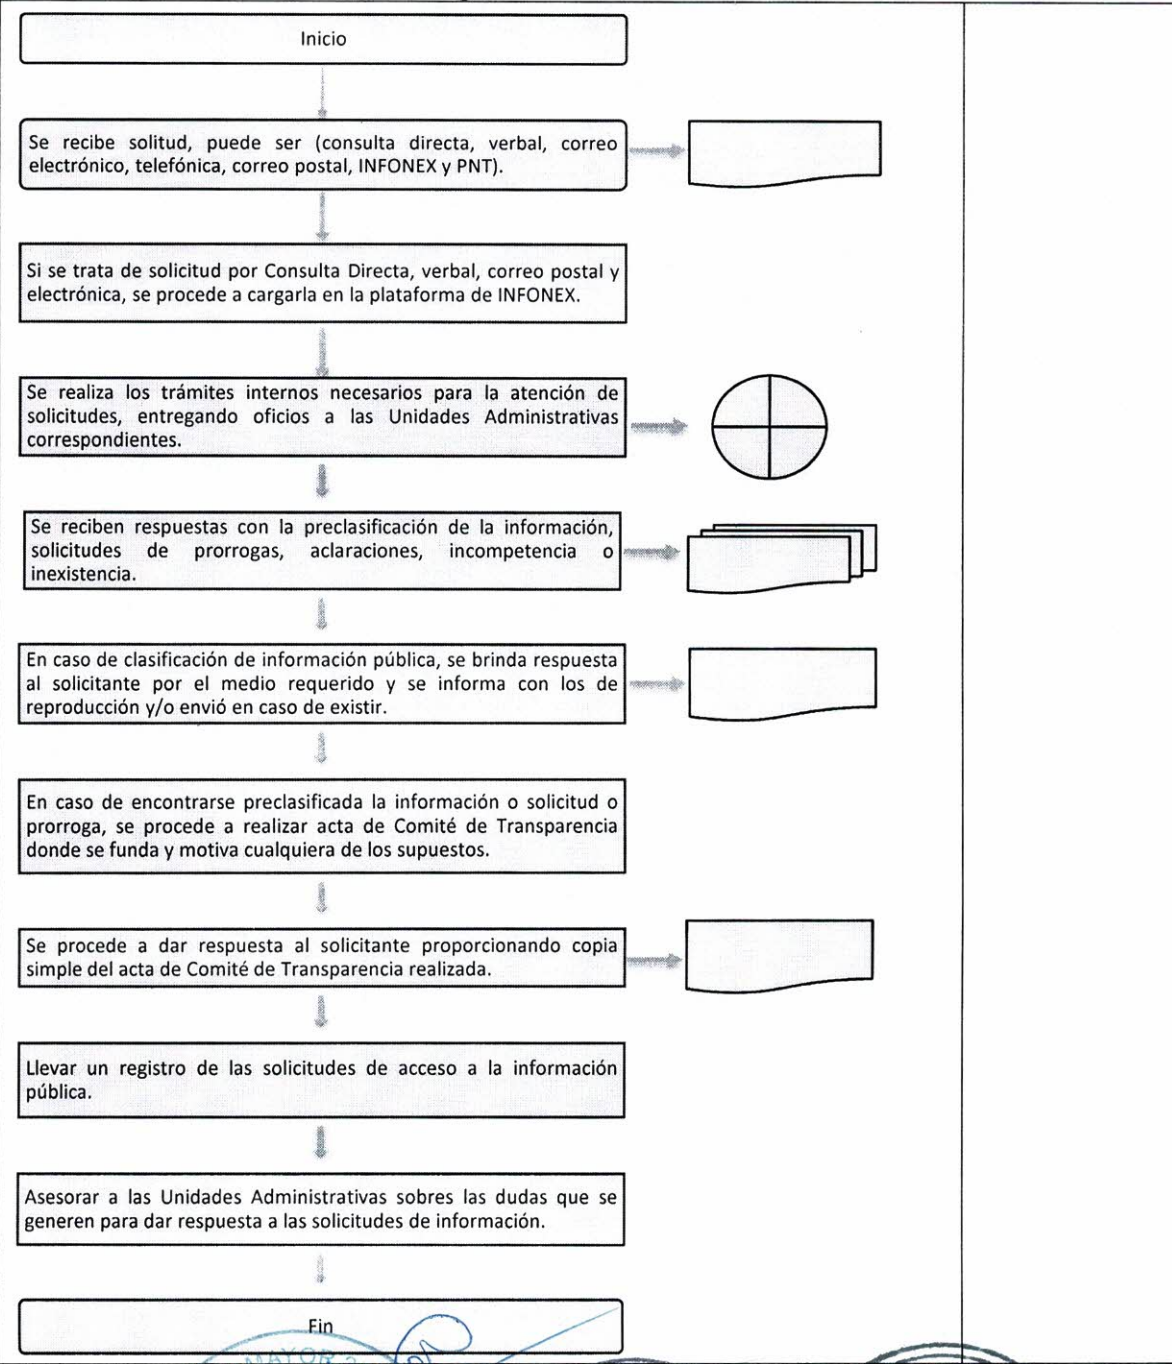 Inicio
Se recibe solitud, puede ser (consulta directa, verbal, correo
electrónico, telefónica, correo postal, INFONEX y PNT).
Si se trata de solicitud por Consulta Directa, verbal, correo postal y
electrónica, se procede a cargarla en la plataforma de INFONEX.
Se realiza los trámites internos necesarios para la atención de
solicitudes, entregando oficios a las Unidades Administrativas
correspondientes.
Se reciben respuestas con la preclasificación de la información,
solicitudes de prorrogas, aclaraciones, incompetencia o
inexistencia.
En caso de clasificación de información pública, se brinda respuesta
al solicitante por el medio requerido y se informa con los de
reproducción y/o envió en caso de existir.
En caso de encontrarse preclasificada la información o solicitud o
prorroga, se procede a realizar acta de Comité de Transparencia
donde se funda y motiva cualquiera de los supuestos.
Se procede a dar respuesta al solicitante proporcionando copia
simple del acta de Comité de Transparencia realizada.
Llevar un registro de las solicitudes de acceso a la información
pública.
Asesorar a las Unidades Administrativas sobres las dudas que se
generen para dar respuesta a las solicitudes de información.
Fin
MAYOR